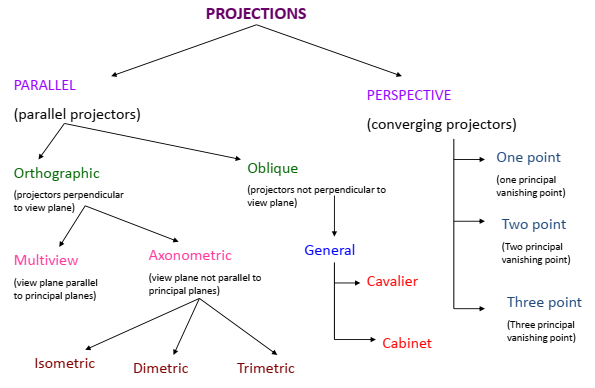 PROJECTIONS
PARALLEL
(parallel projectors)
PERSPECTIVE
(converging projectors)
Orthographic
(projectors perpendicular
to view plane)
Oblique
(projectors not perpendicular to
view plane)
One point
(one principal
vanishing point)
Two point
(Two principal
vanishing point)
Three point
(Three principal
vanishing point)
Multiview
(view plane parallel
to principal planes)
Axonometric
(view plane not parallel to
principal planes)
General
Cavalier
Cabinet
Isometric
Dimetric
Trimetric